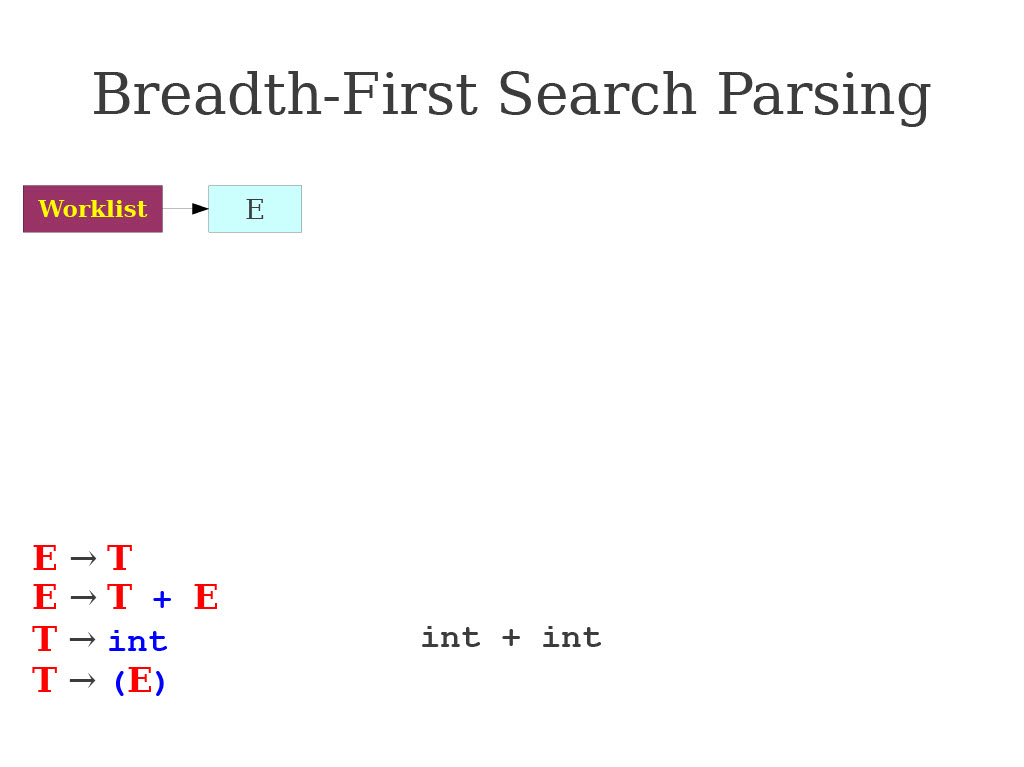 Breadth-First Search Parsing
Worklist E
E → T
E → T + E
T → int
int + int
T → (E)